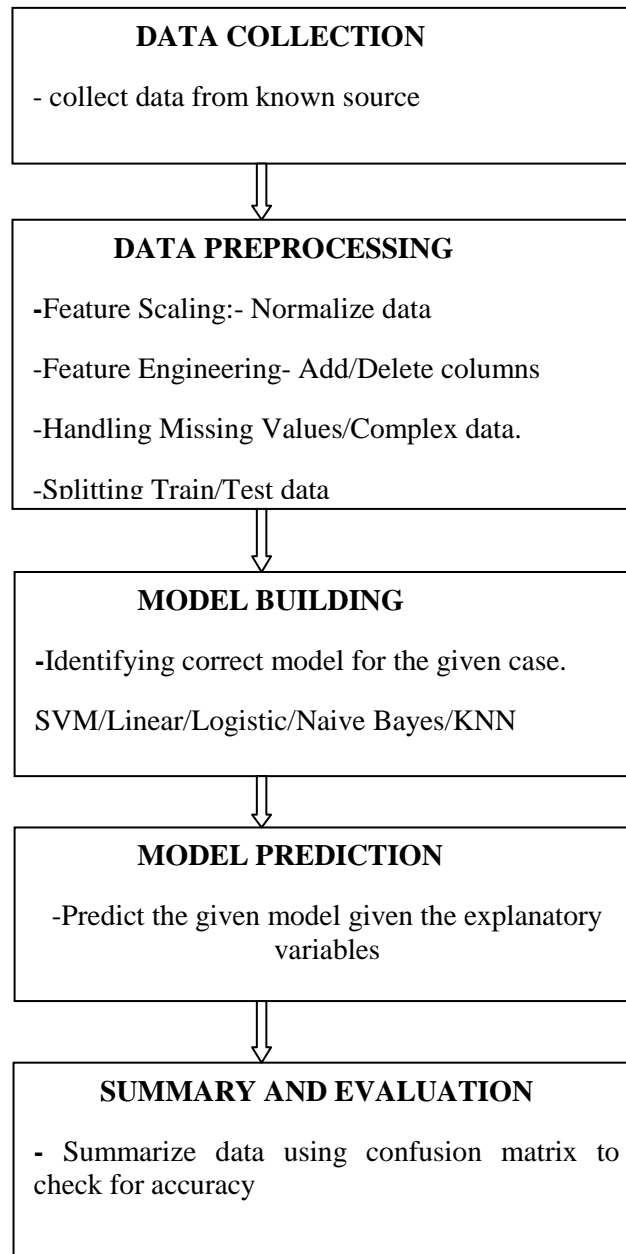 DATA COLLECTION
- collect data from known source
DATA PREPROCESSING
-Feature Scaling:- Normalize data
-Feature Engineering- Add/Delete columns
-Handling Missing Values/Complex data.
-Splitting Train/Test data
MODEL BUILDING
-Identifying correct model for the given case.
SVM/Linear/Logistic/Naive Bayes/KNN
MODEL PREDICTION
-Predict the given model given the explanatory
variables
SUMMARY AND EVALUATION
- Summarize data using confusion matrix to
check for accuracy